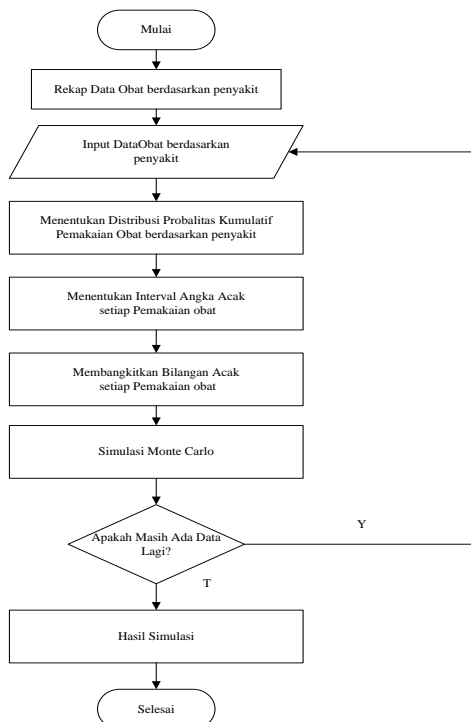 Mulai
Rekap Data Obat berdasarkan penyakit
Input DataObat berdasarkan
penyakit
Menentukan Distribusi Probalitas Kumulatif
Pemakaian Obat berdasarkan penyakit
Menentukan Interval Angka Acak
setiap Pemakaian obat
Membangkitkan Bilangan Acak
setiap Pemakaian obat
Simulasi Monte Carlo
Apakah Masih Ada Data
Lagi?
Y
T
Hasil Simulasi
Selesai